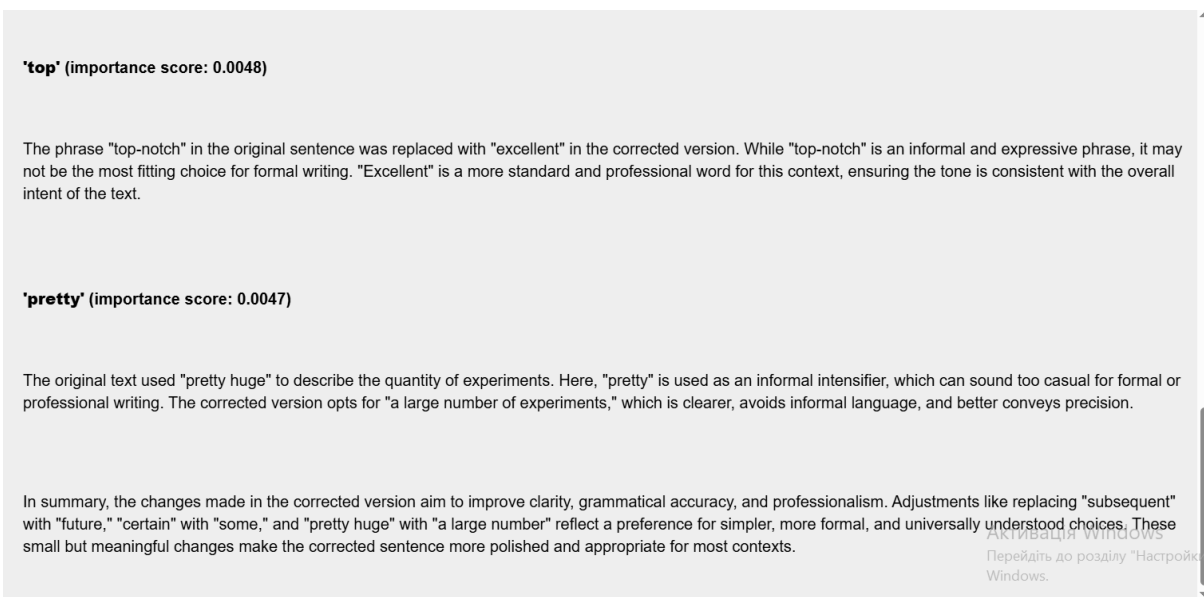 'top' (importance score: 0.0048)
The phrase "top-notch" in the original sentence was replaced with "excellent" in the corrected version. While "top-notch" is an informal and expressive phrase, it may
not be the most fitting choice for formal writing. "Excellent" is a more standard and professional word for this context, ensuring the tone is consistent with the overall
intent of the text.
'pretty' (importance score: 0.0047)
The original text used "pretty huge" to describe the quantity of experiments. Here, "pretty" is used as an informal intensifier, which can sound too casual for formal or
professional writing. The corrected version opts for "a large number of experiments," which is clearer, avoids informal language, and better conveys precision.
In summary, the changes made in the corrected version aim to improve clarity, grammatical accuracy, and professionalism. Adjustments like replacing "subsequent"
with "future," "certain" with "some," and "pretty huge" with "a large number" reflect a preference for simpler, more formal, and universally understood choices. These
small but meaningful changes make the corrected sentence more polished and appropriate for most contexts.
Активація Windows
Перейдіть до розділу "Настройки
Windows.